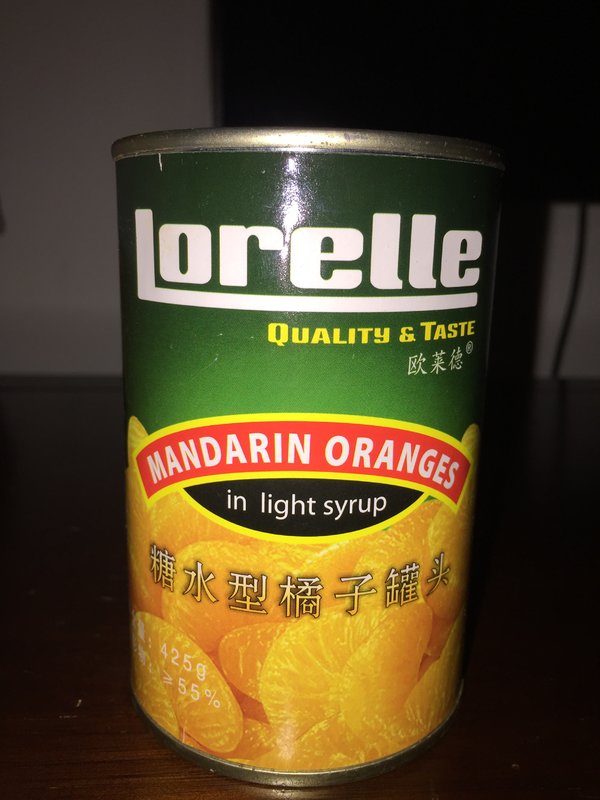 Lorelle
QUALITY & TASTE
欧莱德®
MANDARIN ORANGES
in light syrup
糖水型橘子罐头
425g
≥55%